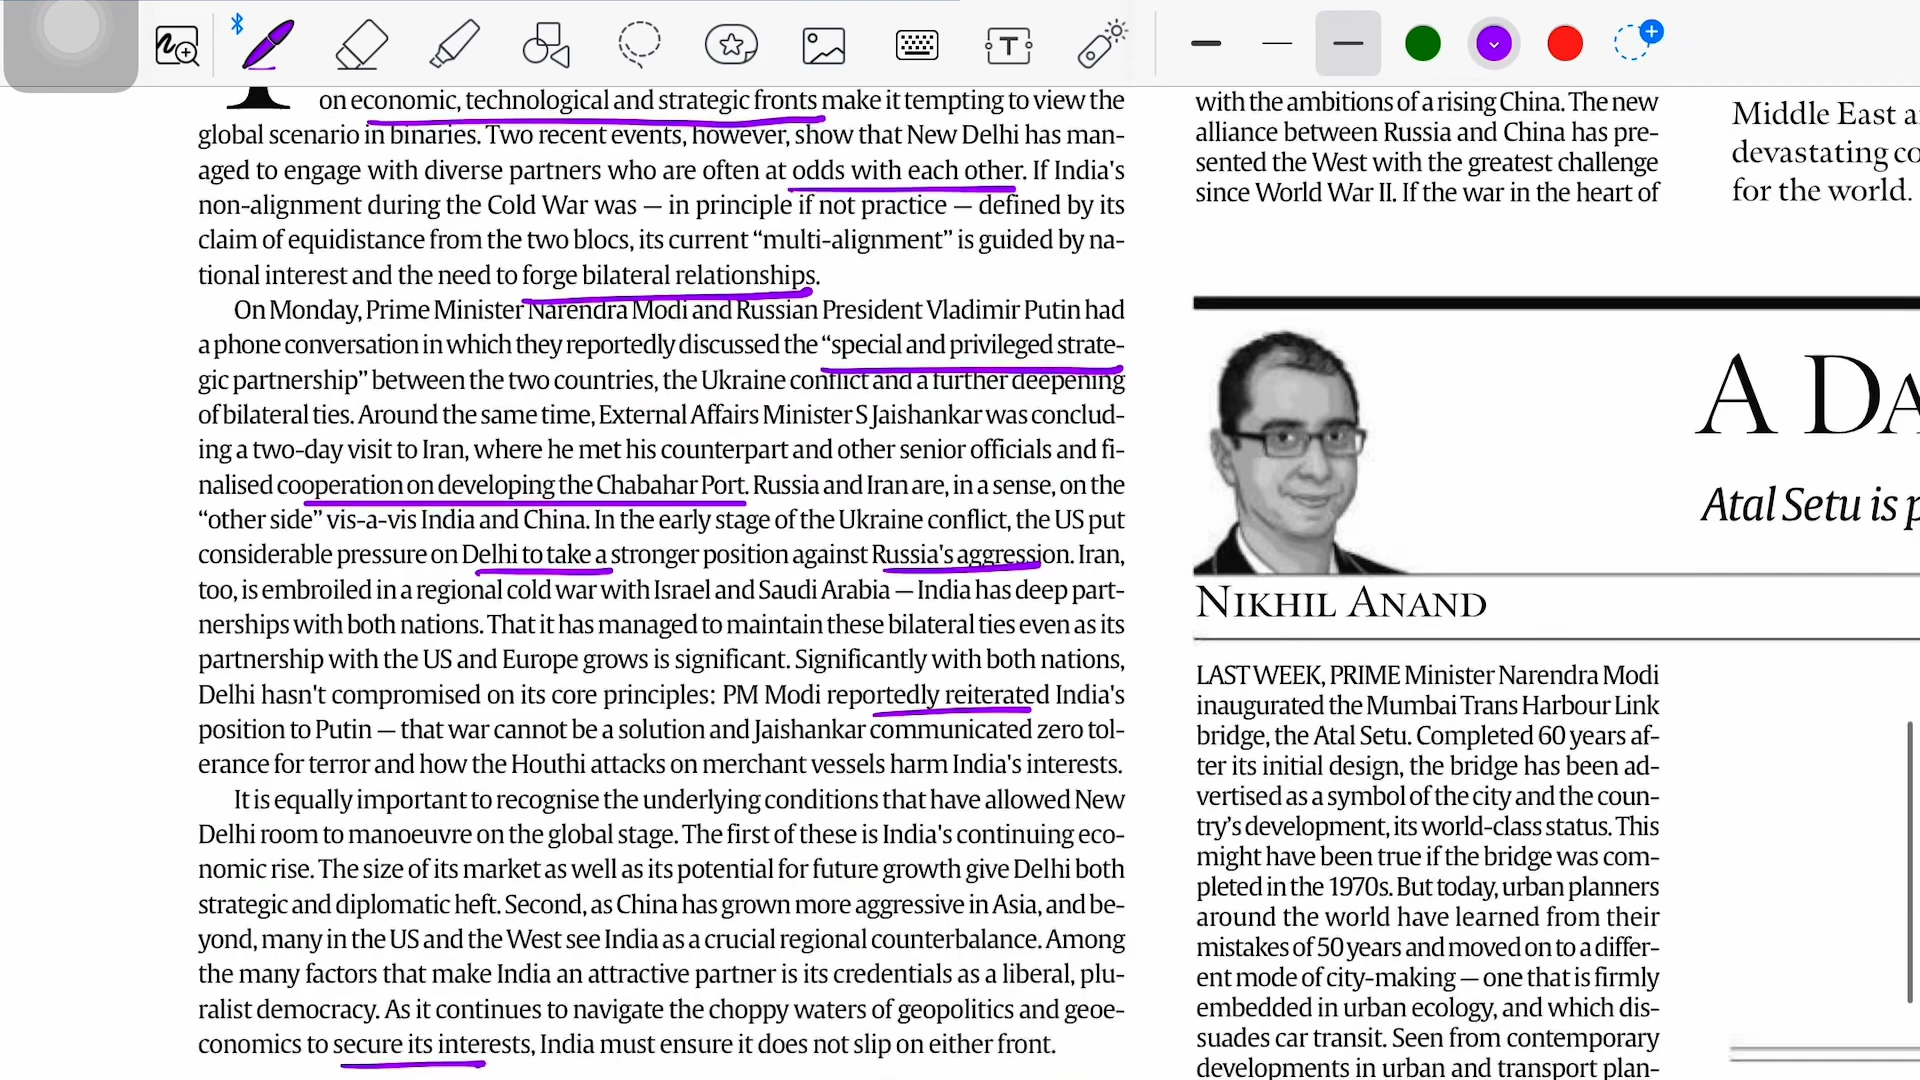 on economic, technological and strategic fronts make it tempting to view the
global scenario in binaries. Two recent events, however, show that New Delhi has man-
aged to engage with diverse partners who are often at odds with each other. If India's
non-alignment during the Cold War was — in principle if not practice — defined by its
claim of equidistance from the two blocs, its current “multi-alignment” is guided by na-
tional interest and the need to forge bilateral relationships.
On Monday, Prime Minister Narendra Modi and Russian President Vladimir Putin had
a phone conversation in which they reportedly discussed the “special and privileged strate-
gic partnership” between the two countries, the Ukraine conflict and a further deepening
of bilateral ties. Around the same time, External Affairs Minister S Jaishankar was conclud-
ing a two-day visit to Iran, where he met his counterpart and other senior officials and fi-
nalised cooperation on developing the Chabahar Port. Russia and Iran are, in a sense, on the
“other side” vis-a-vis India and China. In the early stage of the Ukraine conflict, the US put
considerable pressure on Delhi to take a stronger position against Russia's aggression. Iran,
too, is embroiled in a regional cold war with Israel and Saudi Arabia — India has deep part-
nerships with both nations. That it has managed to maintain these bilateral ties even as its
partnership with the US and Europe grows is significant. Significantly with both nations,
Delhi hasn't compromised on its core principles: PM Modi reportedly reiterated India's
position to Putin — that war cannot be a solution and Jaishankar communicated zero tol-
erance for terror and how the Houthi attacks on merchant vessels harm India's interests.
It is equally important to recognise the underlying conditions that have allowed New
Delhi room to manoeuvre on the global stage. The first of these is India's continuing eco-
nomic rise. The size of its market as well as its potential for future growth give Delhi both
strategic and diplomatic heft. Second, as China has grown more aggressive in Asia, and be-
yond, many in the US and the West see India as a crucial regional counterbalance. Among
the many factors that make India an attractive partner is its credentials as a liberal, plu-
ralist democracy. As it continues to navigate the choppy waters of geopolitics and geoe-
conomics to secure its interests, India must ensure it does not slip on either front.
with the ambitions of a rising China. The new
alliance between Russia and China has pre-
sented the West with the greatest challenge
since World War II. If the war in the heart of
Middle East a
devastating co
for the world.
A DA
Atal Setu is p
NIKHIL ANAND
LAST WEEK, PRIME Minister Narendra Modi
inaugurated the Mumbai Trans Harbour Link
bridge, the Atal Setu. Completed 60 years af-
ter its initial design, the bridge has been ad-
vertised as a symbol of the city and the coun-
try's development, its world-class status. This
might have been true if the bridge was com-
pleted in the 1970s. But today, urban planners
around the world have learned from their
mistakes of 50 years and moved on to a differ-
ent mode of city-making — one that is firmly
embedded in urban ecology, and which dis-
suades car transit. Seen from contemporary
developments in urban and transport plan-